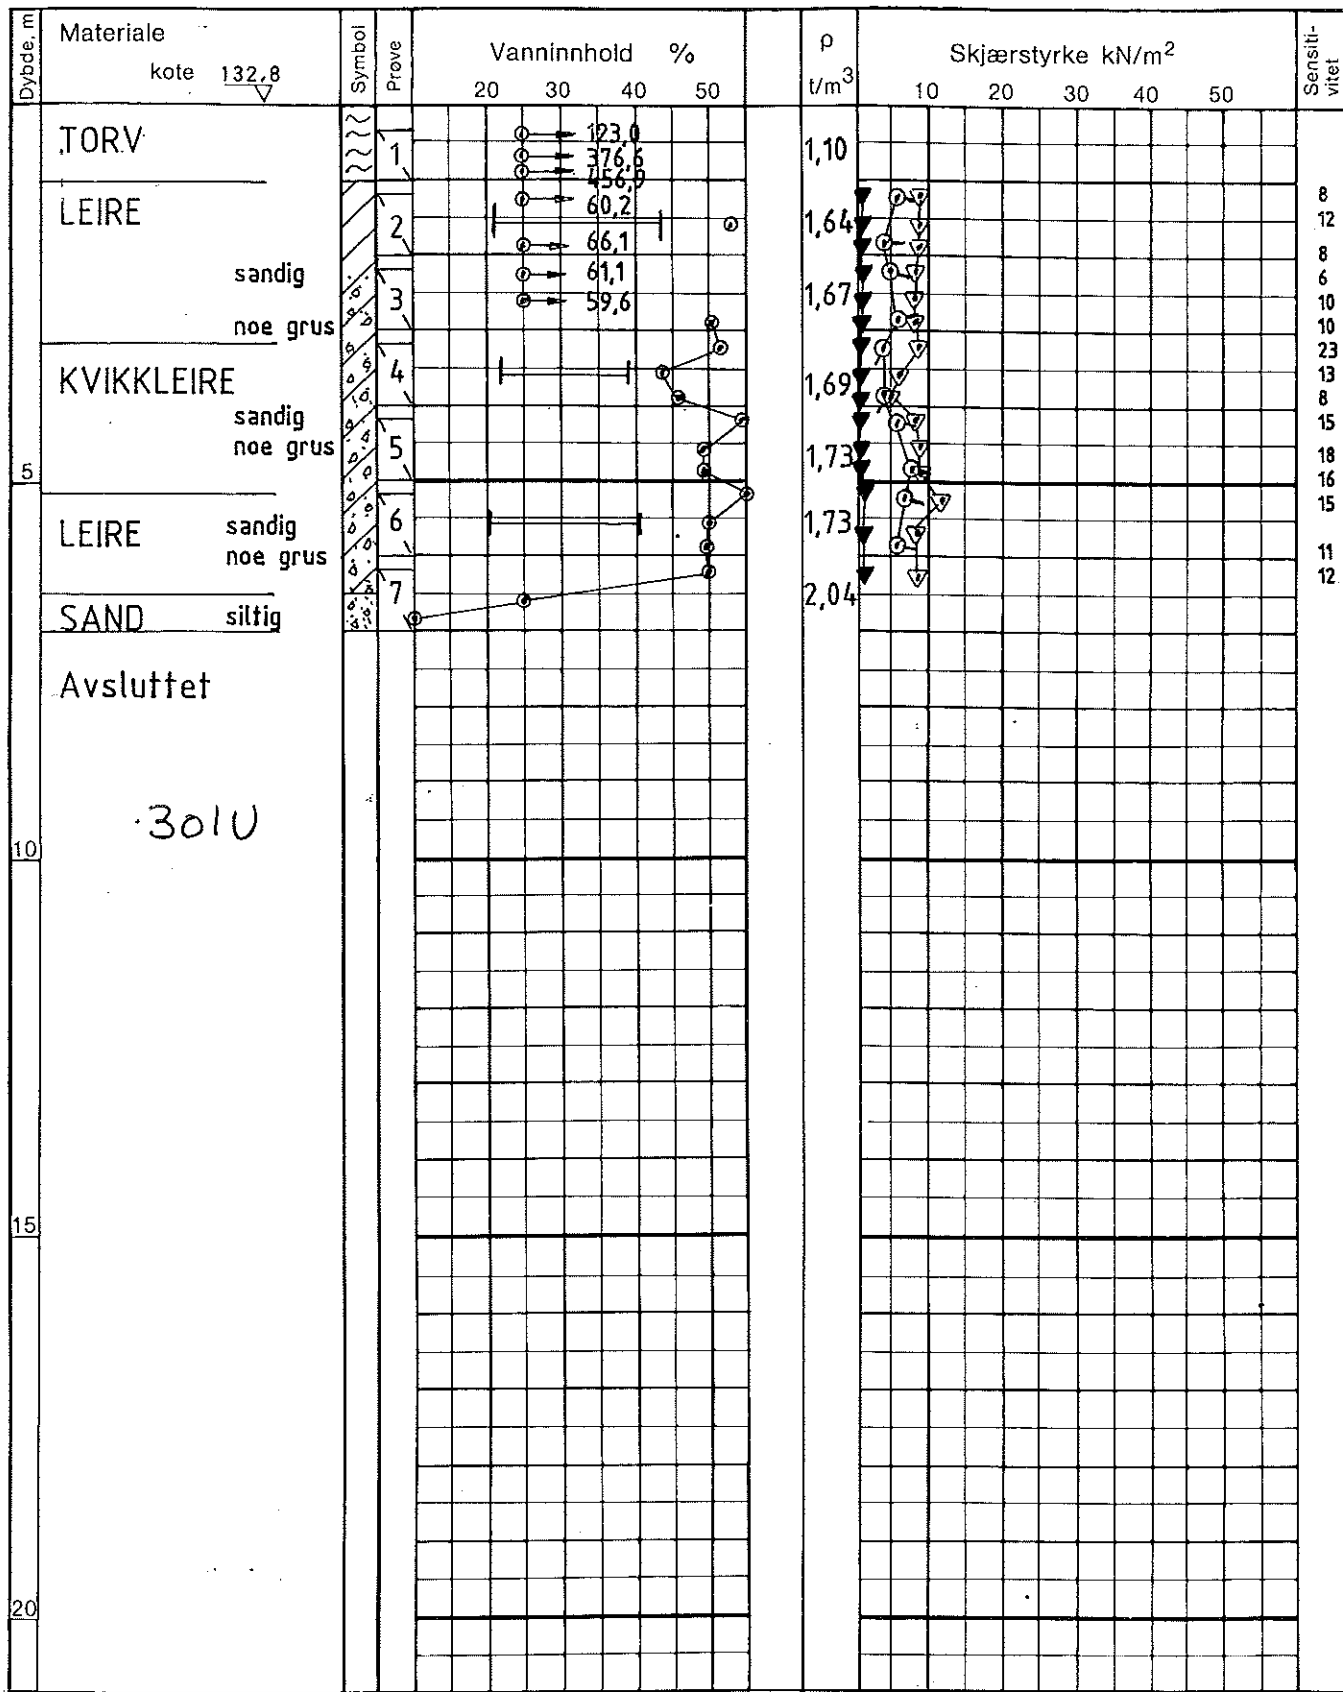 Dybde, m
Materiale
kote 132,8
Symbol
Prøve
Vanninnhold %
20 30 40 50
ρ
t/m³
Skjærstyrke kN/m²
10 20 30 40 50
Sensiti-
vitet
TORV
1
123,0
376,6
456,9
1,10
LEIRE
2
60,2
66,1
1,64
8
12
8
sandig
noe grus
3
61,1
59,6
1,67
6
10
10
KVIKKLEIRE
sandig
noe grus
4
1,69
23
13
8
5
1,73
15
18
16
5
LEIRE
sandig
noe grus
6
1,73
15
11
12
7
2,04
SAND siltig
Avsluttet
301U
10
15
20